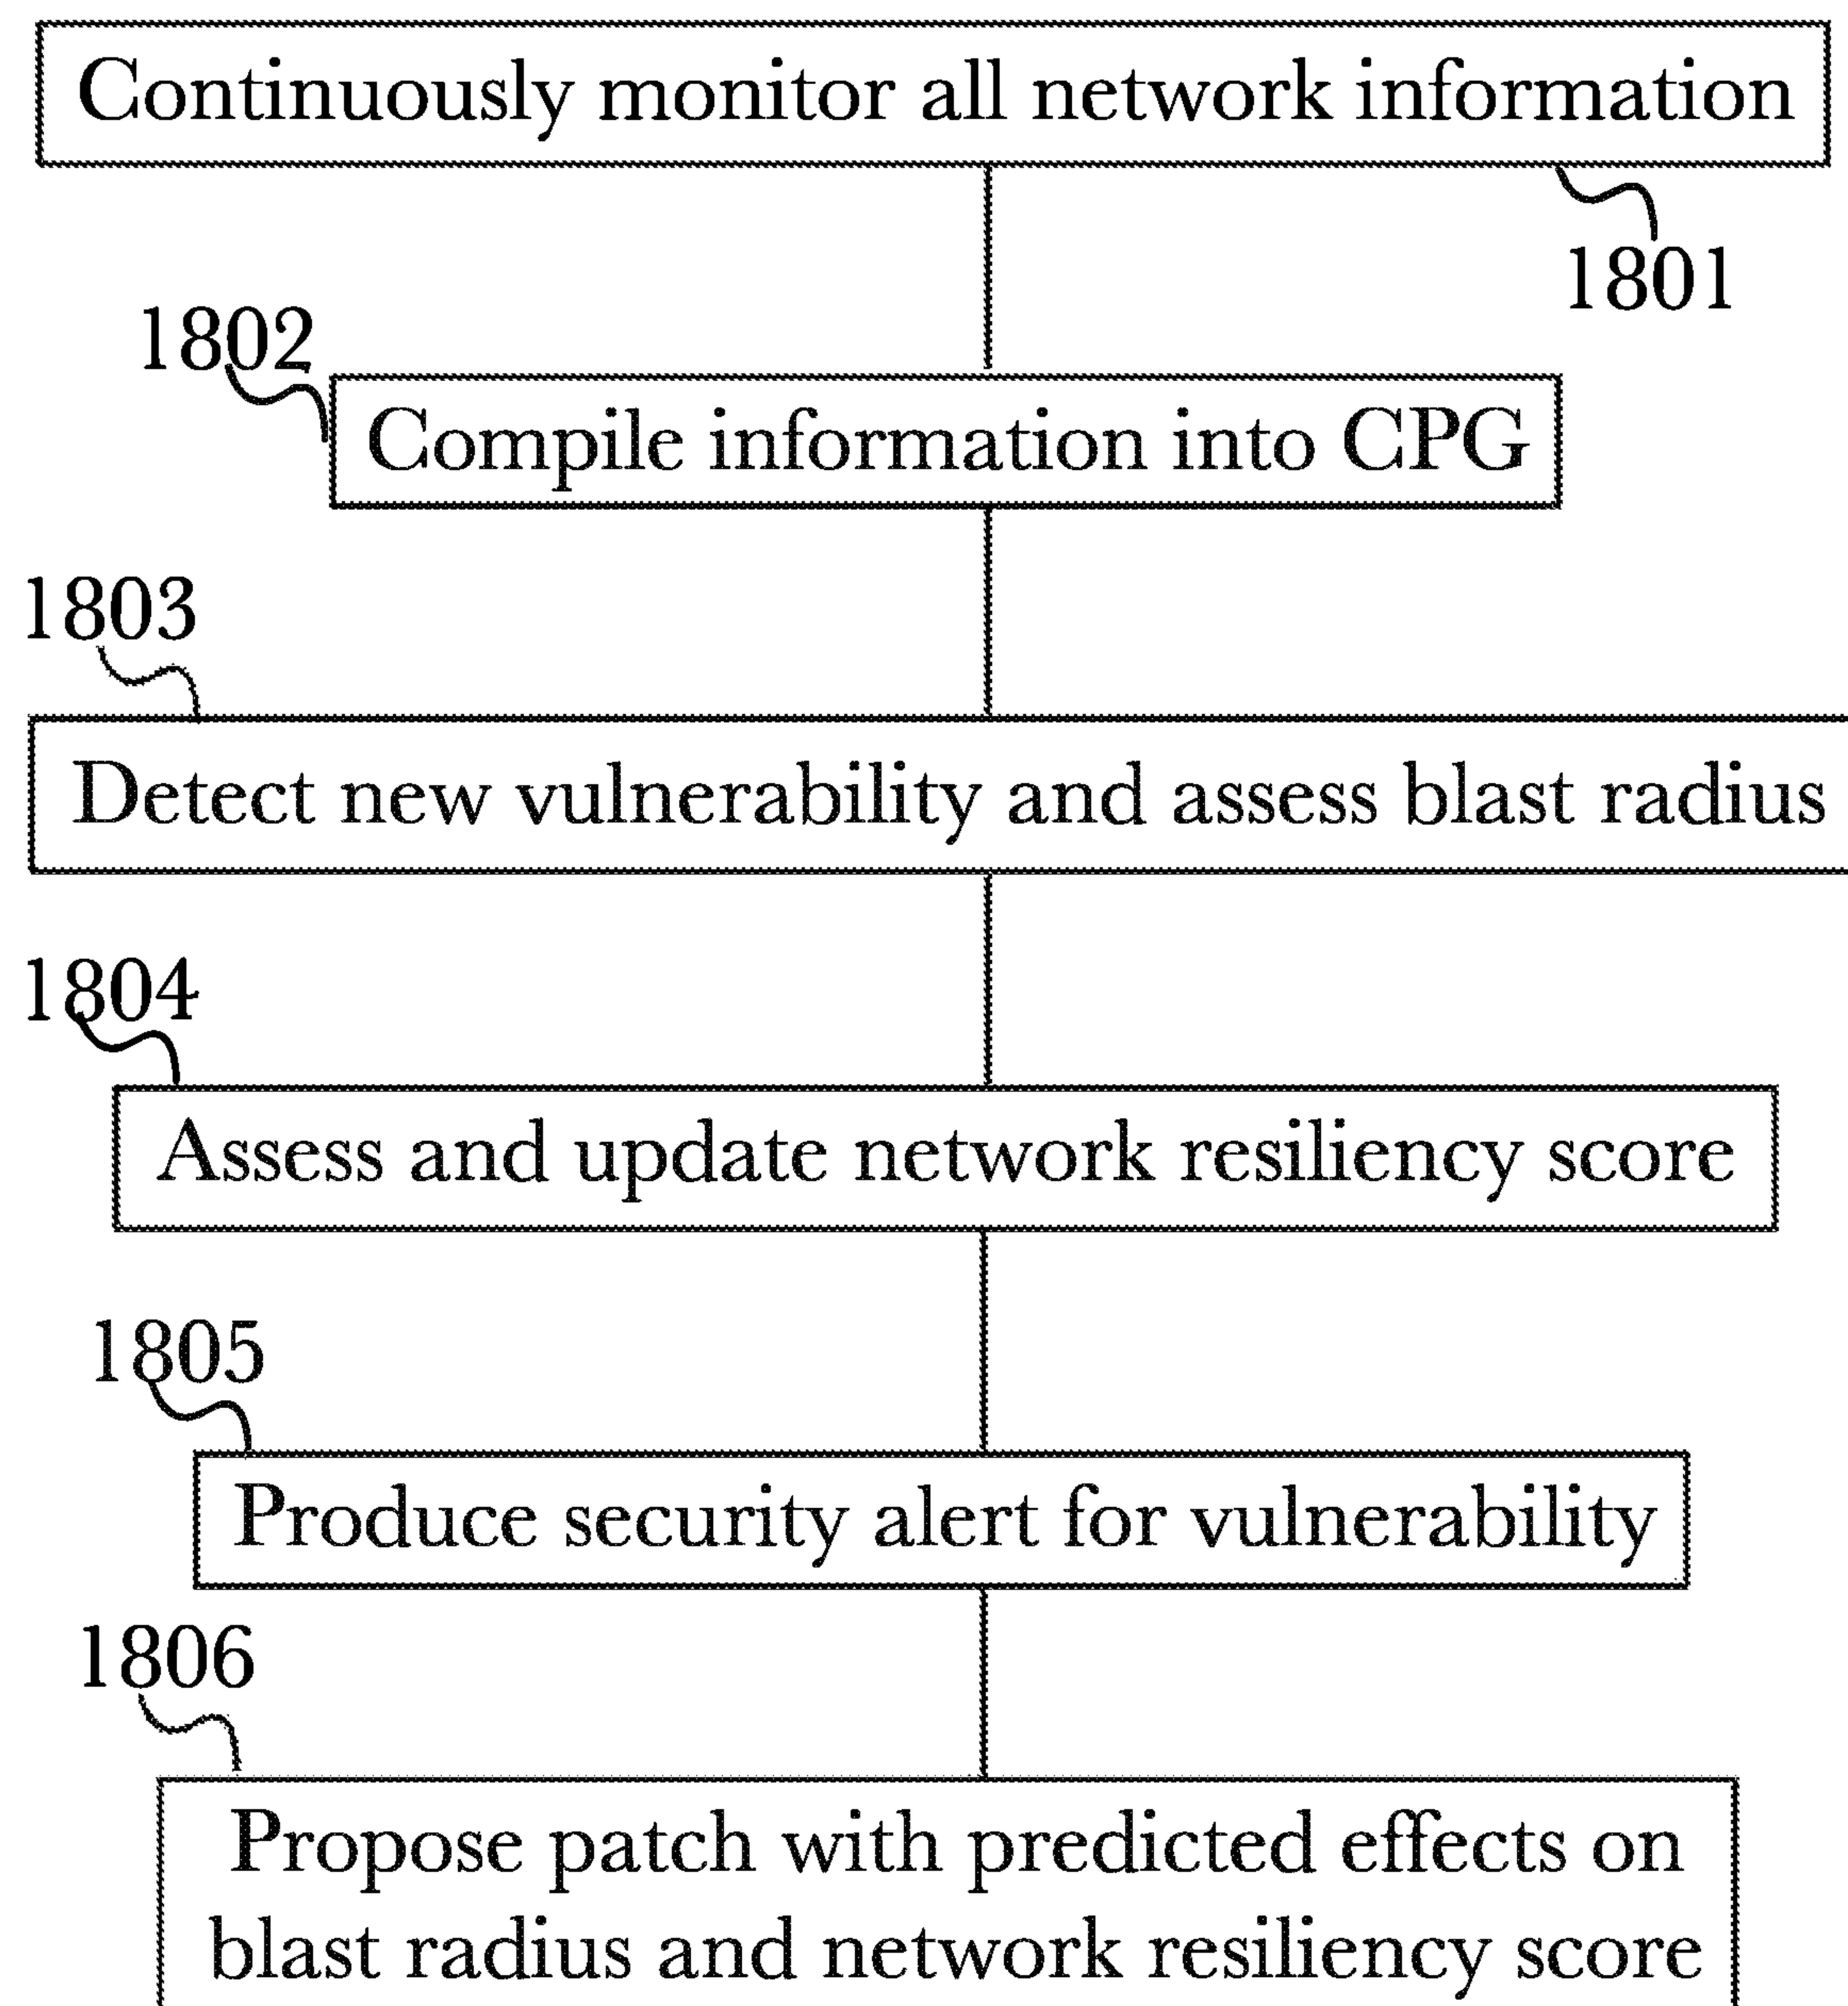 Continuously monitor all network information
1801
1802
Compile information into CPG
1803
Detect new vulnerability and assess blast radius
1804
Assess and update network resiliency score
1805
Produce security alert for vulnerability
1806
Propose patch with predicted effects on
blast radius and network resiliency score